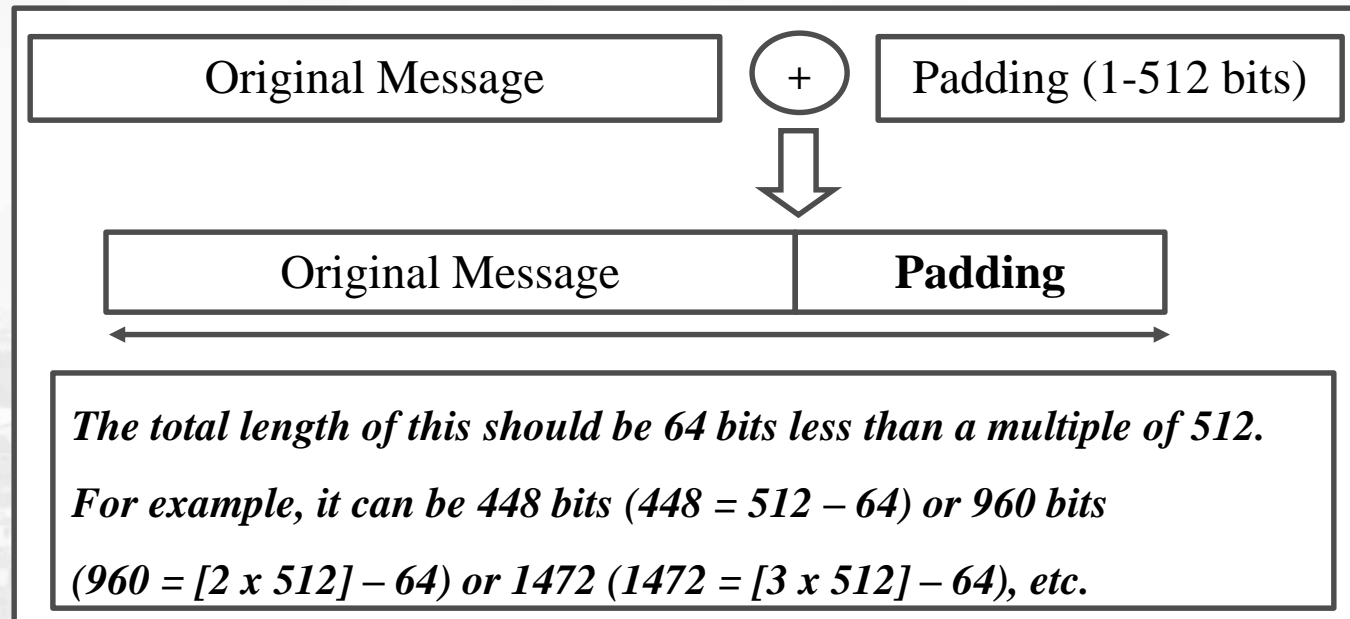 Original Message
+
Padding (1-512 bits)
Original Message
Padding
The total length of this should be 64 bits less than a multiple of 512.
For example, it can be 448 bits (448 = 512 – 64) or 960 bits
(960 = [2 x 512] – 64) or 1472 (1472 = [3 x 512] – 64), etc.